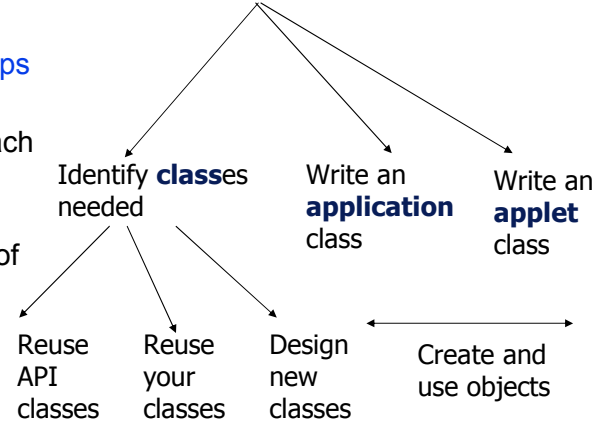 ps
ach
of
Identify classes
needed
Write an
application
class
Write an
applet
class
Reuse
API
classes
Reuse
your
classes
Design
new
classes
Create and
use objects